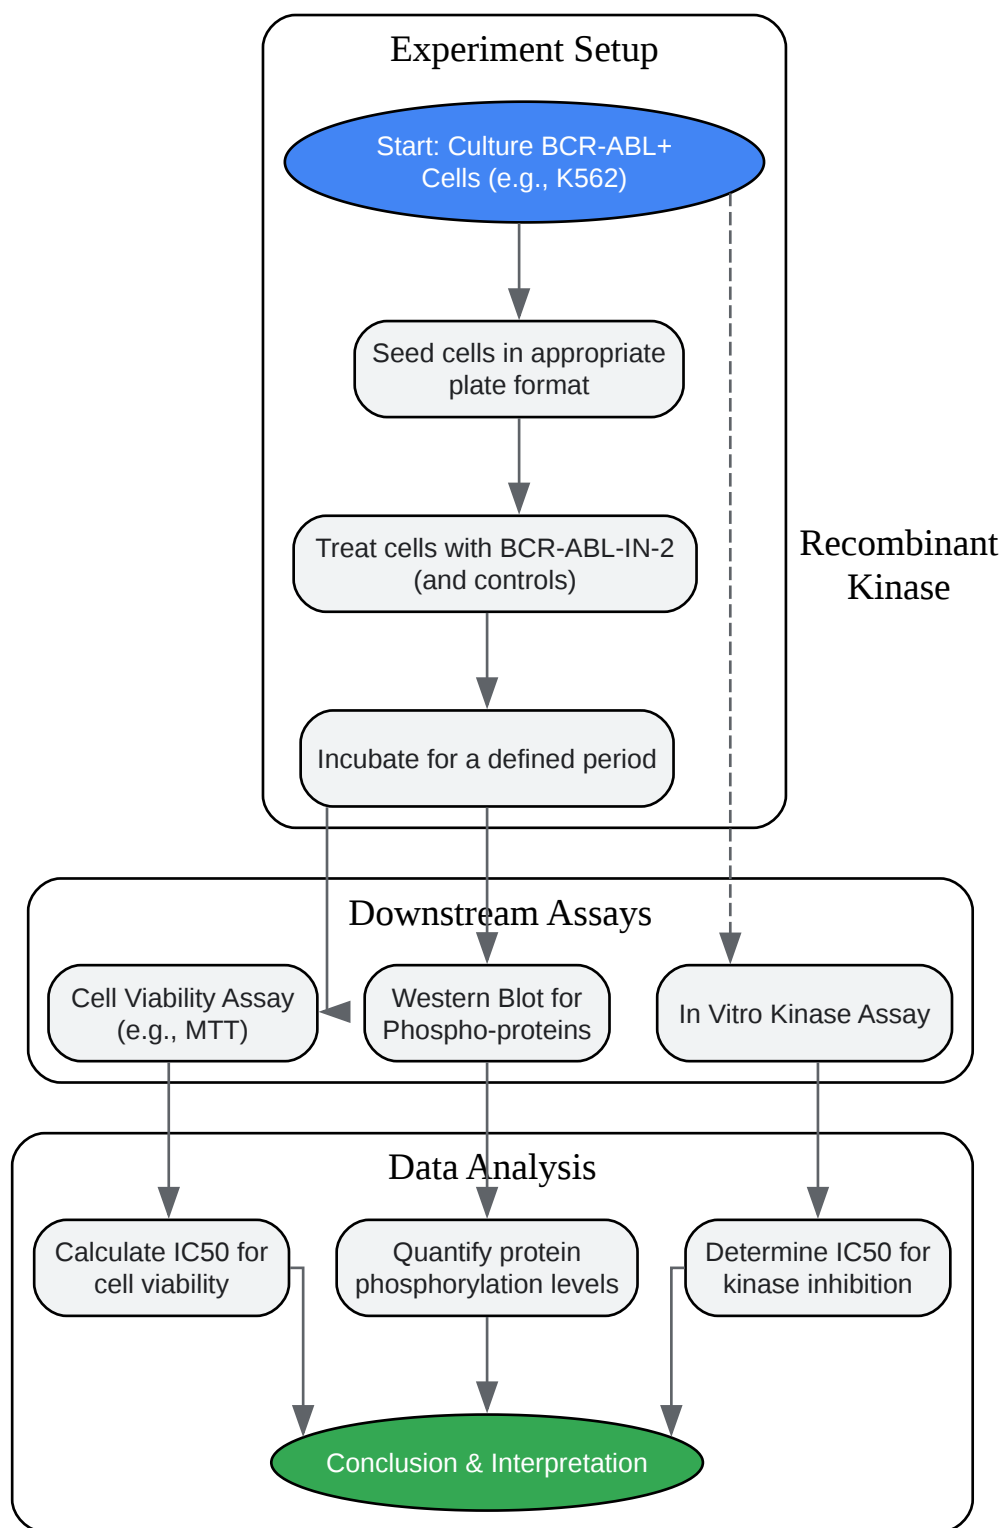 Experiment Setup
Start: Culture BCR-ABL+
Cells (e.g., K562)
Seed cells in appropriate
plate format
Treat cells with BCR-ABL-IN-2
(and controls)
Recombinant
Kinase
Incubate for a defined period
Downstream Assays
Cell Viability Assay
(e.g., MTT)
Western Blot for
Phospho-proteins
In Vitro Kinase Assay
Data Analysis
Calculate IC50 for
cell viability
Quantify protein
phosphorylation levels
Determine IC50 for
kinase inhibition
Conclusion & Interpretation